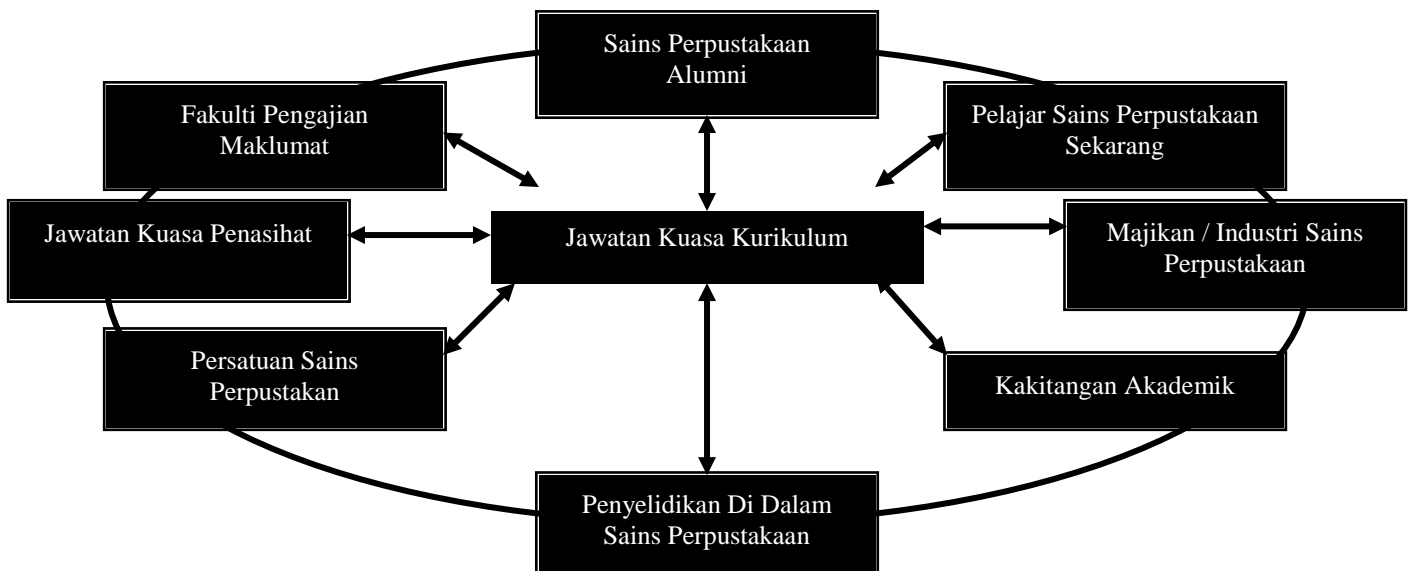 Sains Perpustakaan
Alumni
Fakulti Pengajian
Maklumat
Pelajar Sains Perpustakaan
Sekarang
Jawatan Kuasa Penasihat
Jawatan Kuasa Kurikulum
Majikan / Industri Sains
Perpustakaan
Persatuan Sains
Perpustakan
Kakitangan Akademik
Penyelidikan Di Dalam
Sains Perpustakaan